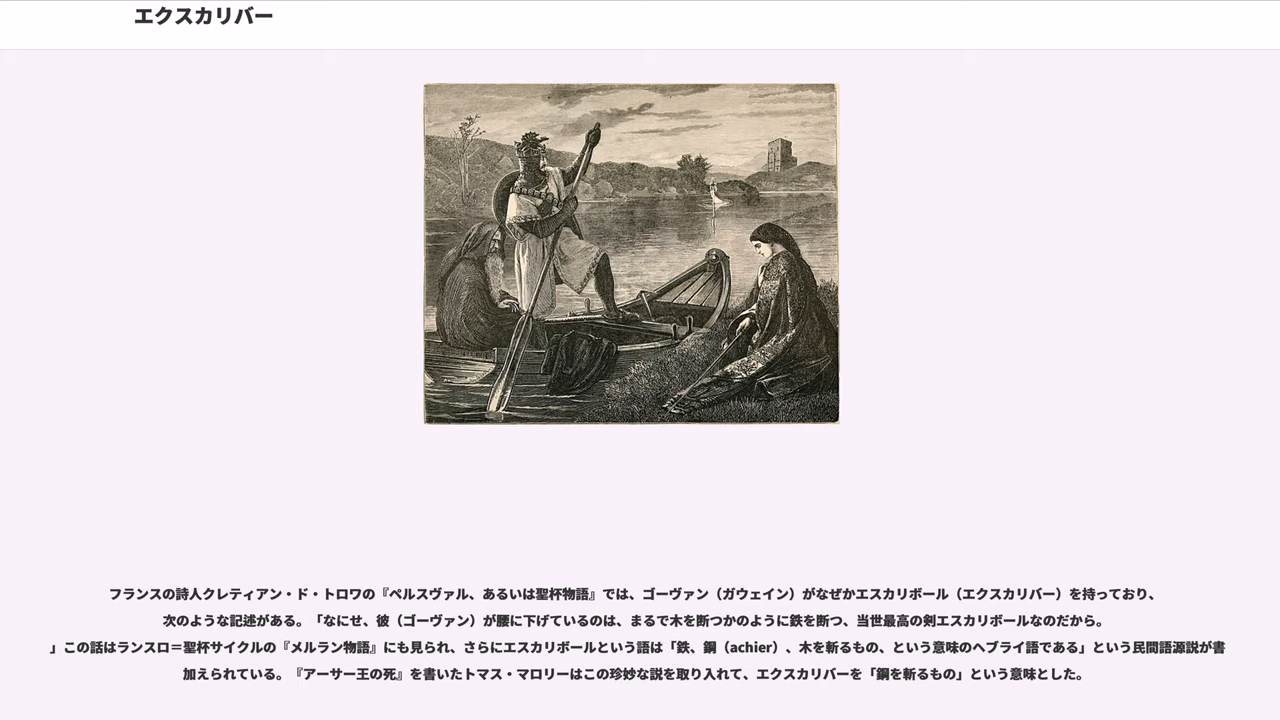 エクスカリバー
フランスの詩人クレティアン・ド・トロワの『ペルスヴァル、あるいは聖杯物語』では、ゴーヴァン（ガウェイン）がなぜかエスカリボール（エクスカリバー）を持っており、
次のような記述がある。「なにせ、彼（ゴーヴァン）が腰に下げているのは、まるで木を断つかのように鉄を断つ、当世最高の剣エスカリボールなのだから。
」この話はランスロ＝聖杯サイクルの『メルラン物語』にも見られ、さらにエスカリボールという語は「鉄、鋼（achier）、木を斬るもの、という意味のヘブライ語である」という民間語源説が書
加えられている。『アーサー王の死』を書いたトマス・マロリーはこの珍妙な説を取り入れて、エクスカリバーを「鋼を斬るもの」という意味とした。